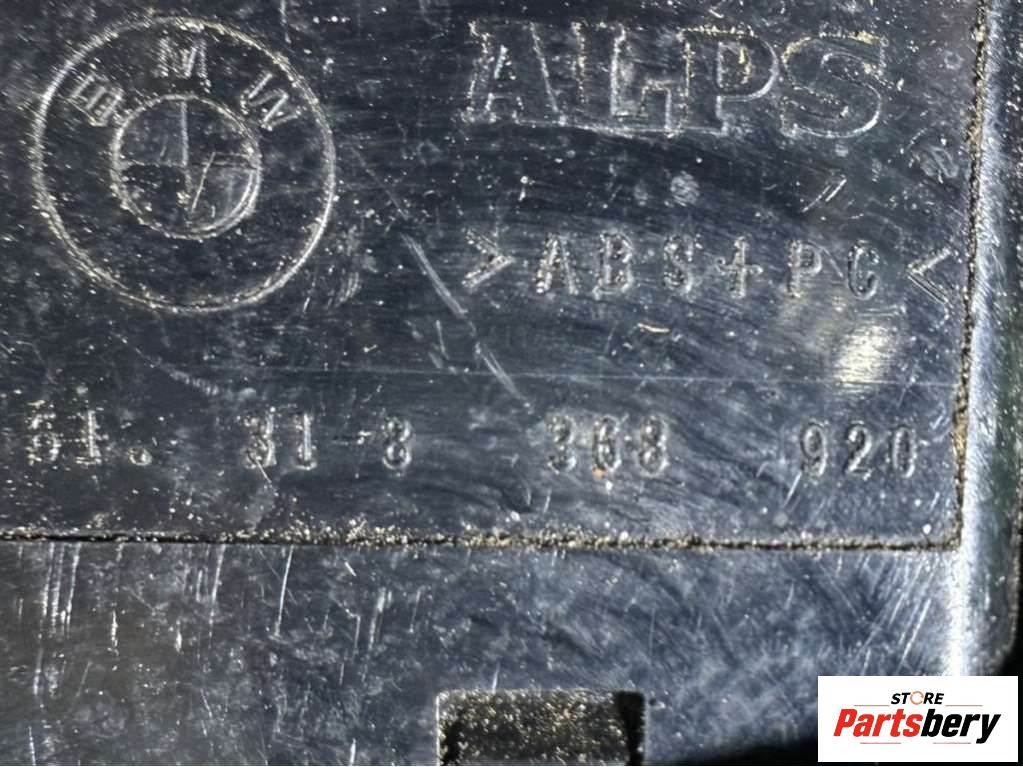 BMW
ALPS
>ABS+PC<
61.31-8 368 920
STORE
Partsbery